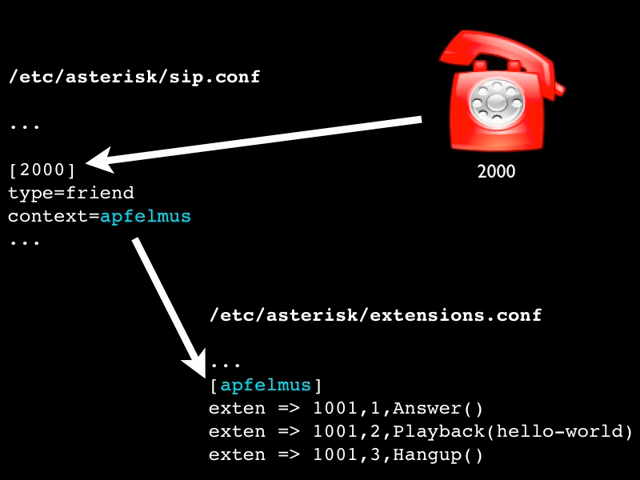 /etc/asterisk/sip.conf
...
2000
[2000]
type=friend
context=apfelmus
...
/etc/asterisk/extensions.conf
...
[apfelmus]
exten => 1001,1,Answer()
exten => 1001,2,Playback(hello-world)
exten => 1001,3,Hangup()